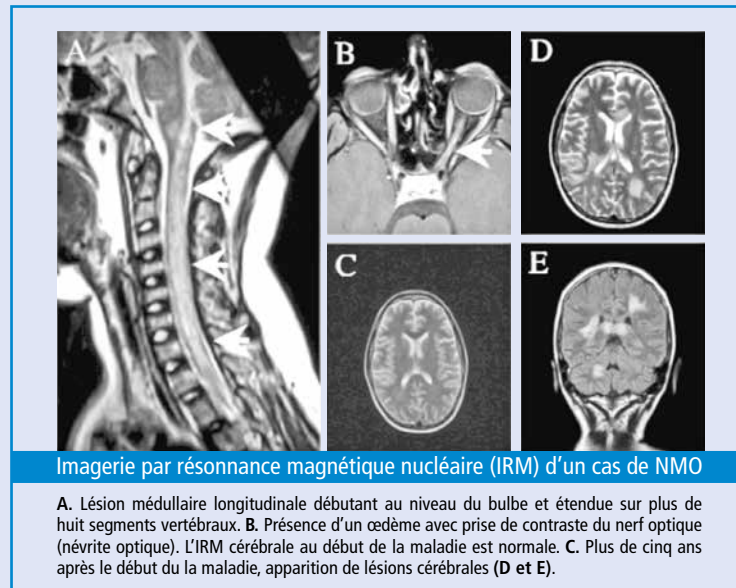 A
B
D
C
E
Imagerie par résonnance magnétique nucléaire (IRM) d’un cas de NMO
A. Lésion médullaire longitudinale débutant au niveau du bulbe et étendue sur plus de
huit segments vertébraux. B. Présence d’un œdème avec prise de contraste du nerf optique
(névrite optique). L’IRM cérébrale au début de la maladie est normale. C. Plus de cinq ans
après le début du la maladie, apparition de lésions cérébrales (D et E).